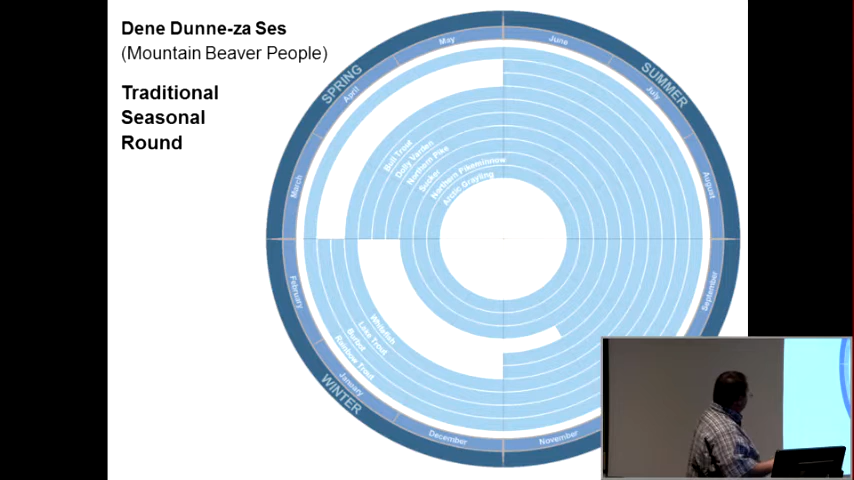 Dene Dunne-za Ses
(Mountain Beaver People)
Traditional
Seasonal
Round
SPRING
SUMMER
WINTER
March
April
May
June
July
August
September
November
December
January
February
Bull Trout
Dolly Varden
Northern Pike
Sucker
Northern Pikeminnow
Arctic Grayling
Whitefish
Lake Trout
Burbot
Rainbow Trout